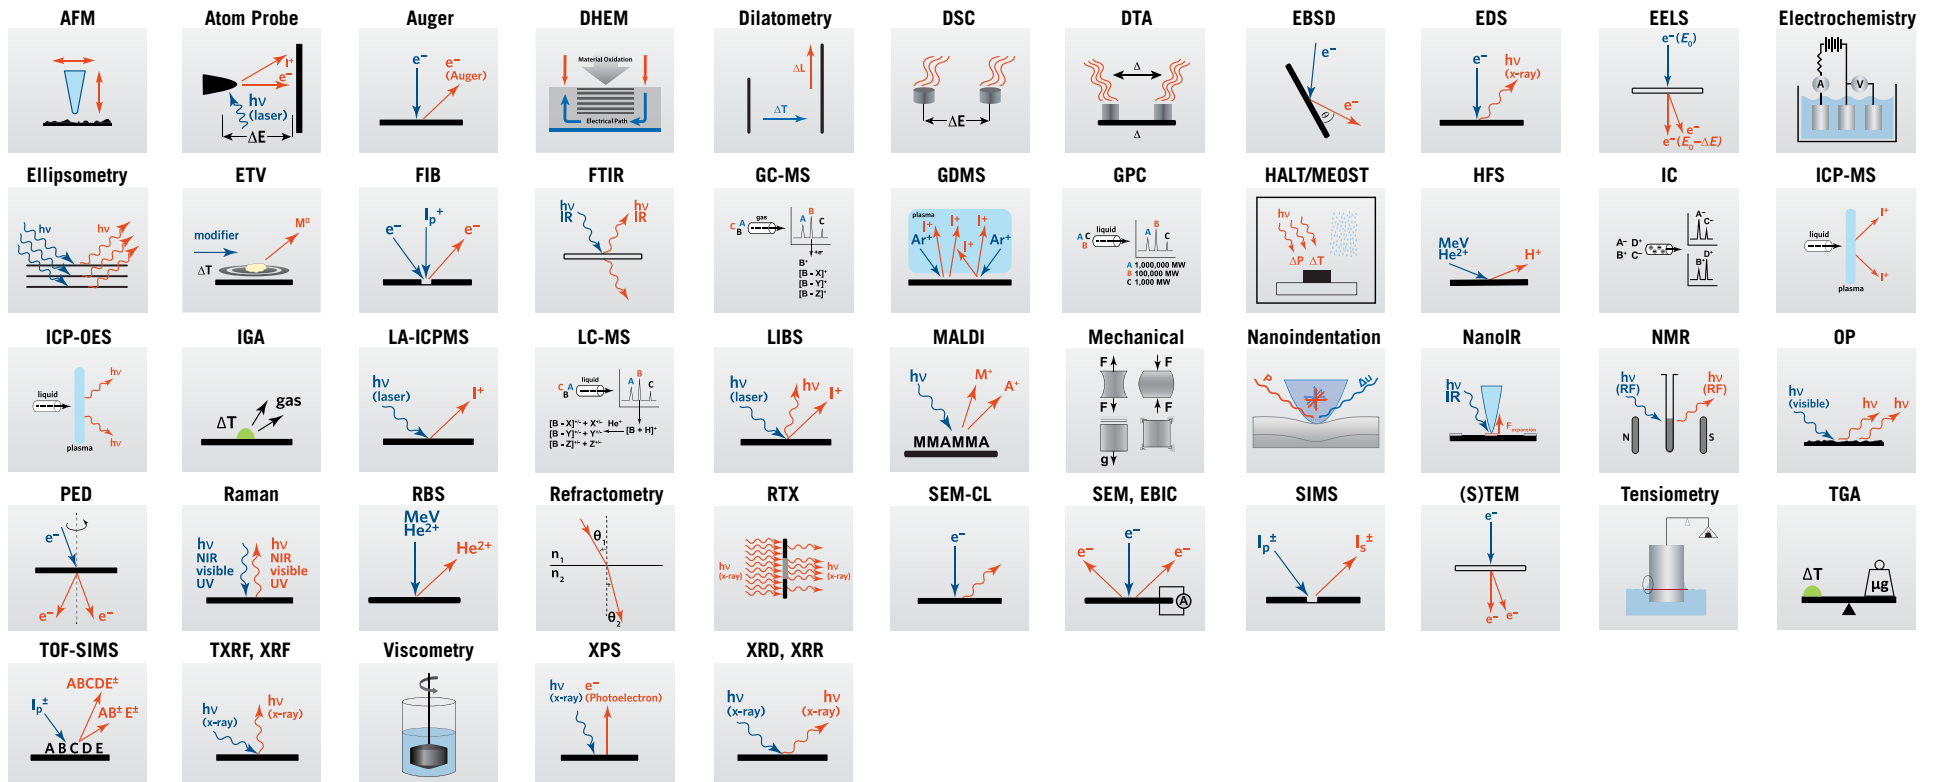 AFM
Atom Probe
I⁺
e⁻
hν
(laser)
ΔE
Auger
e⁻
e⁻
(Auger)
DHEM
Material Oxidation
Electrical Path
Dilatometry
ΔL
ΔT
DSC
ΔE
DTA
Δ
Δ
EBSD
e⁻
e⁻
θ
EDS
e⁻
hν
(x-ray)
EELS
e⁻(E₀)
e⁻
e⁻(E₀–ΔE)
Electrochemistry
A
V
Ellipsometry
hν
hν
ETV
modifier
M⁰
ΔT
FIB
Iₚ⁺
e⁻
e⁻
FTIR
hν
IR
hν
IR
GC-MS
C A
B
gas
A
B
C
+e⁻
B⁺
[B - X]⁺
[B - Y]⁺
[B - Z]⁺
GDMS
plasma
I⁺
I⁺
I⁺
Ar⁺
I⁺
Ar⁺
GPC
A C
B
liquid
A
B
C
A 1,000,000 MW
B 100,000 MW
C 1,000 MW
HALT/MEOST
hν
ΔP ΔT
HFS
MeV
He²⁺
H⁺
IC
A⁻ D⁺
B⁺ C⁻
A⁻
C⁻
B⁺
D⁺
ICP-MS
liquid
I⁺
I⁺
plasma
ICP-OES
liquid
hν
hν
plasma
IGA
ΔT
gas
LA-ICPMS
hν
(laser)
I⁺
LC-MS
C A
B
liquid
A
B
C
[B - X]⁺/⁻ + X⁺/⁻
[B - Y]⁺/⁻ + Y⁺/⁻
[B - Z]⁺/⁻ + Z⁺/⁻
He⁺
[B + H]⁺
LIBS
hν
(laser)
hν
I⁺
MALDI
hν
M⁺
A⁺
MMAMMA
Mechanical
F
F
F
F
g
Nanoindentation
P
Δu
NanoIR
hν
IR
F expansion
NMR
hν
(RF)
hν
(RF)
N
S
OP
hν
(visible)
hν
hν
PED
e⁻
e⁻
e⁻
Raman
hν
NIR
visible
UV
hν
NIR
visible
UV
RBS
MeV
He²⁺
He²⁺
Refractometry
θ₁
n₁
n₂
θ₂
RTX
hν
(x-ray)
hν
(x-ray)
SEM-CL
e⁻
SEM, EBIC
e⁻
e⁻
e⁻
A
SIMS
Iₚ±
Iₛ±
(S)TEM
e⁻
e⁻
e⁻
Tensiometry
TGA
ΔT
μg
TOF-SIMS
ABCDE±
Iₚ±
AB± E±
ABCDE
TXRF, XRF
hν
(x-ray)
hν
(x-ray)
Viscometry
XPS
hν
(x-ray)
e⁻
(Photoelectron)
XRD, XRR
hν
(x-ray)
hν
(x-ray)